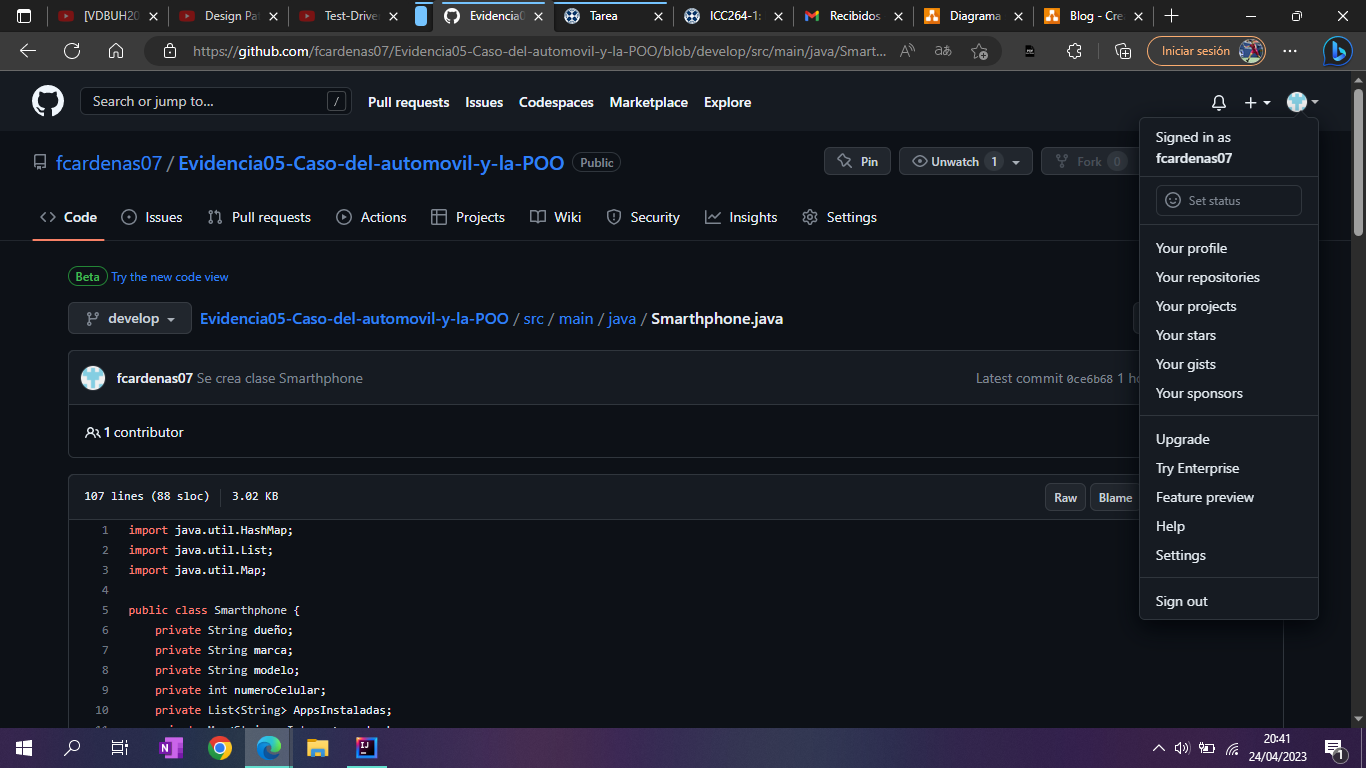 [VDBUH20
Design Pat
Test-Drive
Evidencia0
Tarea
ICC264-1:
Recibidos
Diagrama
Blog - Cre
https://github.com/fcardenas07/Evidencia05-Caso-del-automovil-y-la-POO/blob/develop/src/main/java/Smart...
Iniciar sesión
Search or jump to...
/
Pull requests
Issues
Codespaces
Marketplace
Explore
Signed in as
fcardenas07
Set status
Your profile
Your repositories
Your projects
Your stars
Your gists
Your sponsors
Upgrade
Try Enterprise
Feature preview
Help
Settings
Sign out
fcardenas07 / Evidencia05-Caso-del-automovil-y-la-POO Public
Pin
Unwatch 1
Fork 0
Code
Issues
Pull requests
Actions
Projects
Wiki
Security
Insights
Settings
Beta Try the new code view
develop
Evidencia05-Caso-del-automovil-y-la-POO / src / main / java / Smarthphone.java
fcardenas07 Se crea clase Smarthphone
Latest commit 0ce6b68 1 ho
1 contributor
107 lines (88 sloc) 3.02 KB
Raw
Blame
1 import java.util.HashMap;
2 import java.util.List;
3 import java.util.Map;
4
5 public class Smarthphone {
6 private String dueño;
7 private String marca;
8 private String modelo;
9 private int numeroCelular;
10 private List<String> AppsInstaladas;
20:41
24/04/2023
1